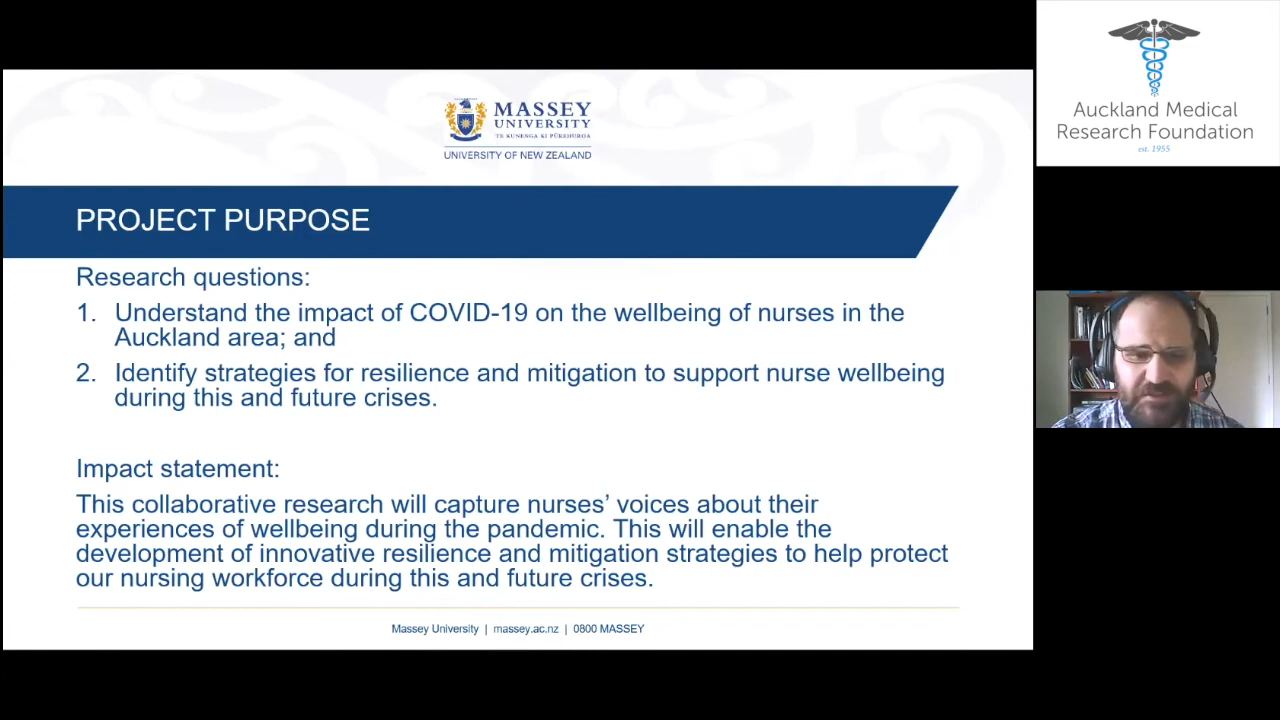 MASSEY
UNIVERSITY
TE KUNENGA KI PŪREHUROA
UNIVERSITY OF NEW ZEALAND
PROJECT PURPOSE
Research questions:
1. Understand the impact of COVID-19 on the wellbeing of nurses in the
Auckland area; and
2. Identify strategies for resilience and mitigation to support nurse wellbeing
during this and future crises.
Impact statement:
This collaborative research will capture nurses’ voices about their
experiences of wellbeing during the pandemic. This will enable the
development of innovative resilience and mitigation strategies to help protect
our nursing workforce during this and future crises.
Massey University | massey.ac.nz | 0800 MASSEY
Auckland Medical
Research Foundation
est. 1955